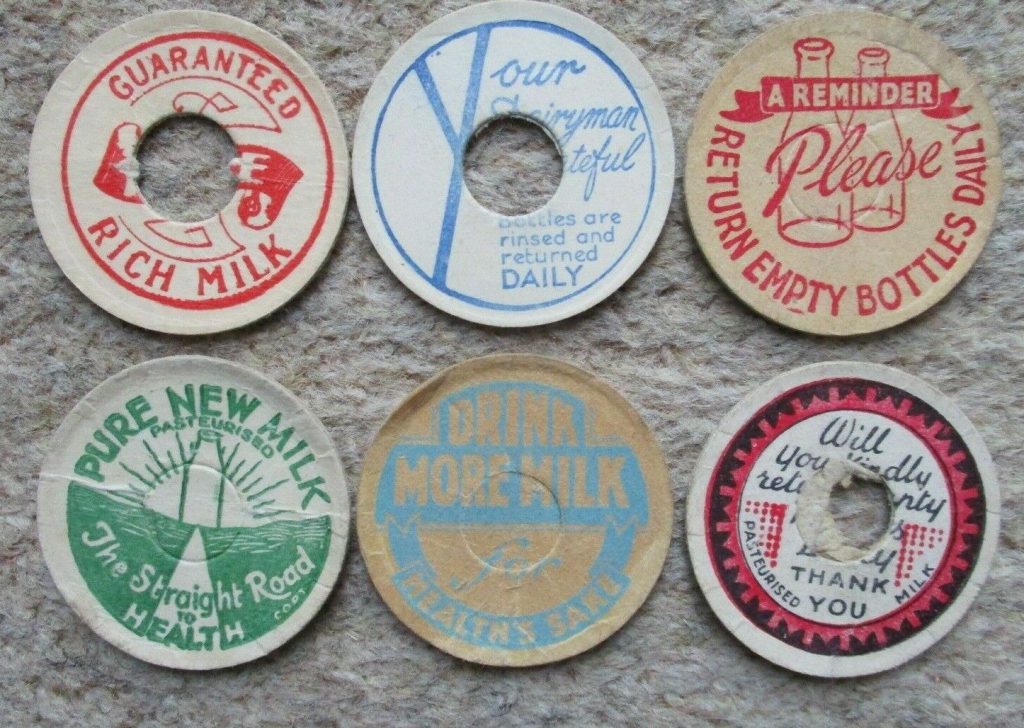 GUARANTEED
RICH MILK
Your
Dairyman
Bottles are
rinsed and
returned
DAILY
A REMINDER
Please
RETURN EMPTY BOTTLES DAILY
PURE NEW MILK
PASTEURISED
The Straight Road
TO
HEALTH
DRINK
MORE MILK
For
HEALTH'S SAKE
Will
you kindly
THANK
YOU
PASTEURISED
MILK